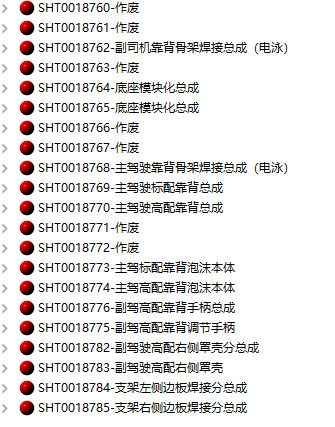 SHT0018760-作废
SHT0018761-作废
SHT0018762-副司机靠背骨架焊接总成（电泳）
SHT0018763-作废
SHT0018764-底座模块化总成
SHT0018765-底座模块化总成
SHT0018766-作废
SHT0018767-作废
SHT0018768-主驾驶靠背骨架焊接总成（电泳）
SHT0018769-主驾驶标配靠背总成
SHT0018770-主驾驶高配靠背总成
SHT0018771-作废
SHT0018772-作废
SHT0018773-主驾标配靠背泡沫本体
SHT0018774-主驾高配靠背泡沫本体
SHT0018776-副驾高配靠背手柄总成
SHT0018775-副驾高配靠背调节手柄
SHT0018782-副驾驶高配右侧罩壳分总成
SHT0018783-副驾驶高配右侧罩壳
SHT0018784-支架左侧边板焊接分总成
SHT0018785-支架右侧边板焊接分总成